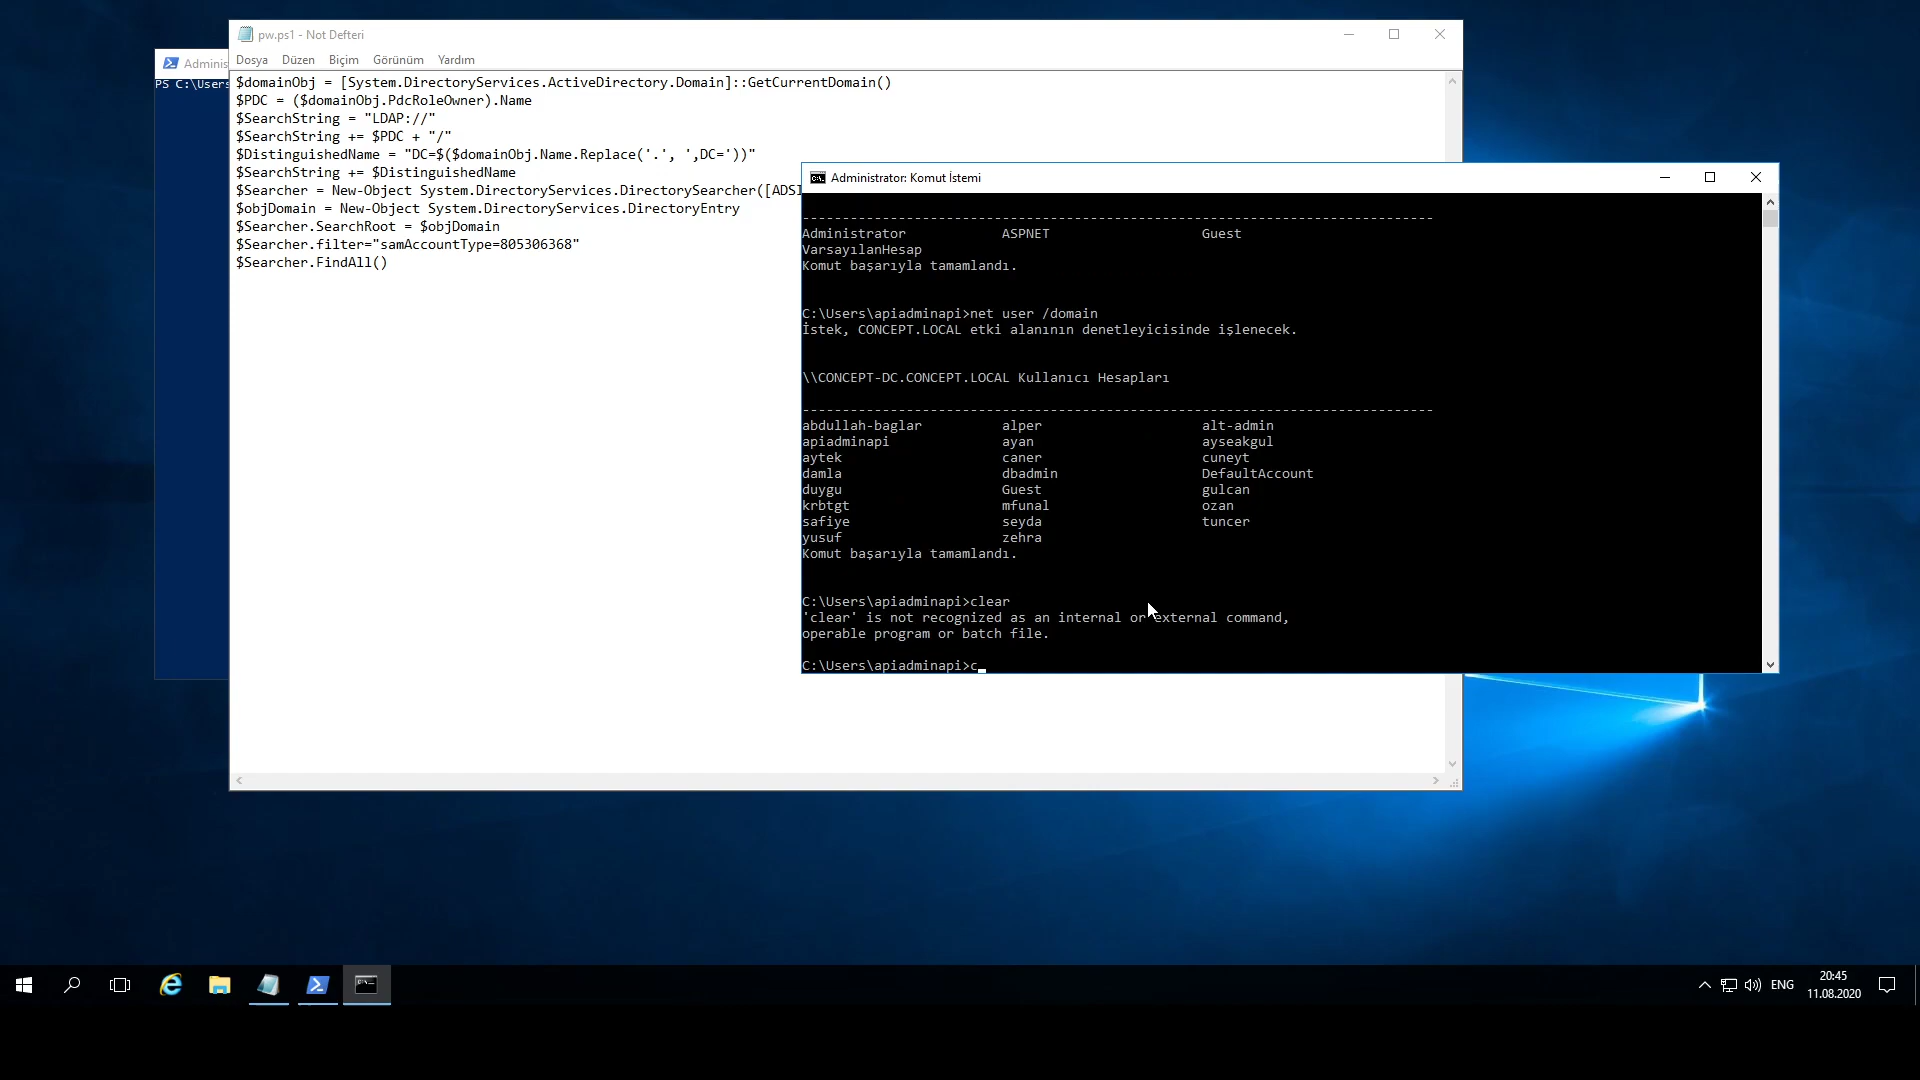 pw.ps1 - Not Defteri
Dosya Düzen Biçim Görünüm Yardım
Adminis
PS C:\Users
$domainObj = [System.DirectoryServices.ActiveDirectory.Domain]::GetCurrentDomain()
$PDC = ($domainObj.PdcRoleOwner).Name
$SearchString = "LDAP://"
$SearchString += $PDC + "/"
$DistinguishedName = "DC=$($domainObj.Name.Replace('.', ',DC='))"
$SearchString += $DistinguishedName
$Searcher = New-Object System.DirectoryServices.DirectorySearcher([ADSI
$objDomain = New-Object System.DirectoryServices.DirectoryEntry
$Searcher.SearchRoot = $objDomain
$Searcher.filter="samAccountType=805306368"
$Searcher.FindAll()
Administrator: Komut İstemi
-------------------------------------------------------------------------------
Administrator ASPNET Guest
VarsayılanHesap
Komut başarıyla tamamlandı.
C:\Users\apiadminapi>net user /domain
İstek, CONCEPT.LOCAL etki alanının denetleyicisinde işlenecek.
\\CONCEPT-DC.CONCEPT.LOCAL Kullanıcı Hesapları
-------------------------------------------------------------------------------
abdullah-baglar alper alt-admin
apiadminapi ayan ayseakgul
aytek caner cuneyt
damla dbadmin DefaultAccount
duygu Guest gulcan
krbtgt mfunal ozan
safiye seyda tuncer
yusuf zehra
Komut başarıyla tamamlandı.
C:\Users\apiadminapi>clear
'clear' is not recognized as an internal or external command,
operable program or batch file.
C:\Users\apiadminapi>c_
ENG
20:45
11.08.2020